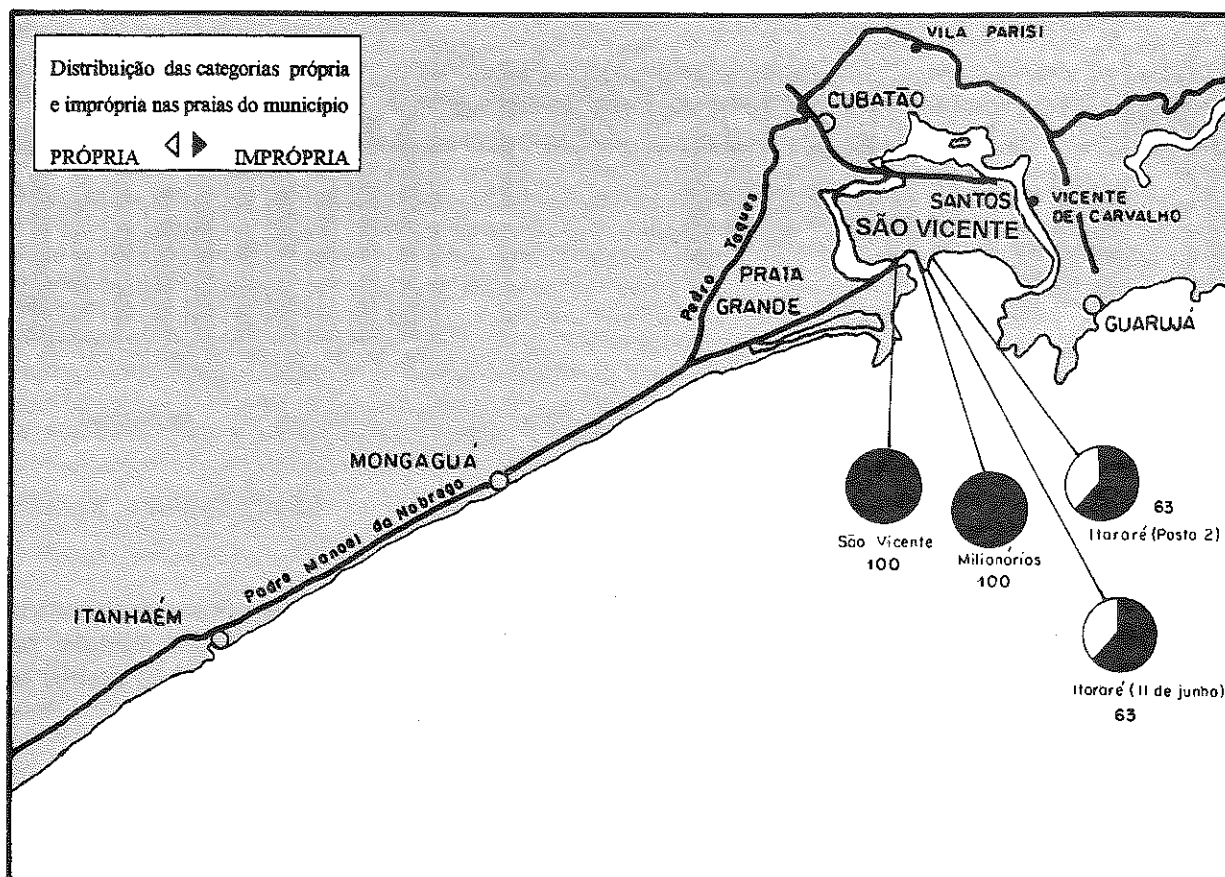 Distribuição das categorias própria
e imprópria nas praias do município
PRÓPRIA IMPRÓPRIA
VILA PARISI
CUBATÃO
SANTOS
VICENTE
DE CARVALHO
SÃO VICENTE
Pedro Taques
PRAIA
GRANDE
GUARUJÁ
MONGAGUÁ
Padre Manoel da Nobrega
ITANHAÉM
São Vicente
100
Milionários
100
63
Itararé (Posto 2)
Itararé (11 de junho)
63